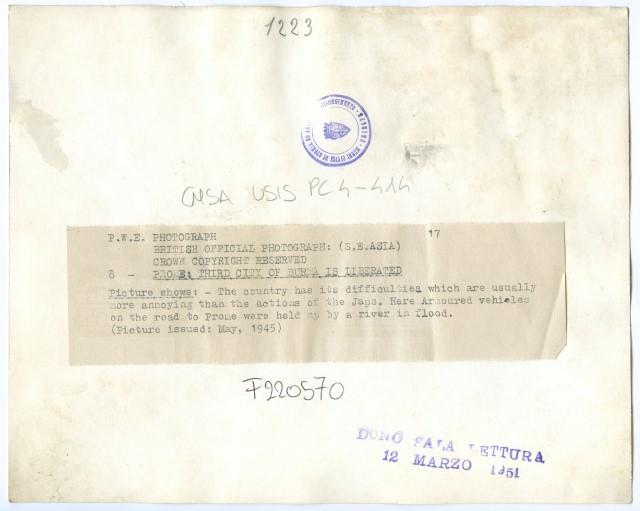 1223
CMSA USIS PC 4-414
P.W.E. PHOTOGRAPH 17
BRITISH OFFICIAL PHOTOGRAPH: (S.E.ASIA)
CROWN COPYRIGHT RESERVED
8 - PROME: THIRD CITY OF BURMA IS LIBERATED
Picture shows: - The country has its difficulties which are usually
more annoying than the actions of the Japs. Here Armoured vehicles
on the road to Prome were held up by a river in flood.
(Picture issued: May, 1945)
F220570
DONO SALA LETTURA
12 MARZO 1951